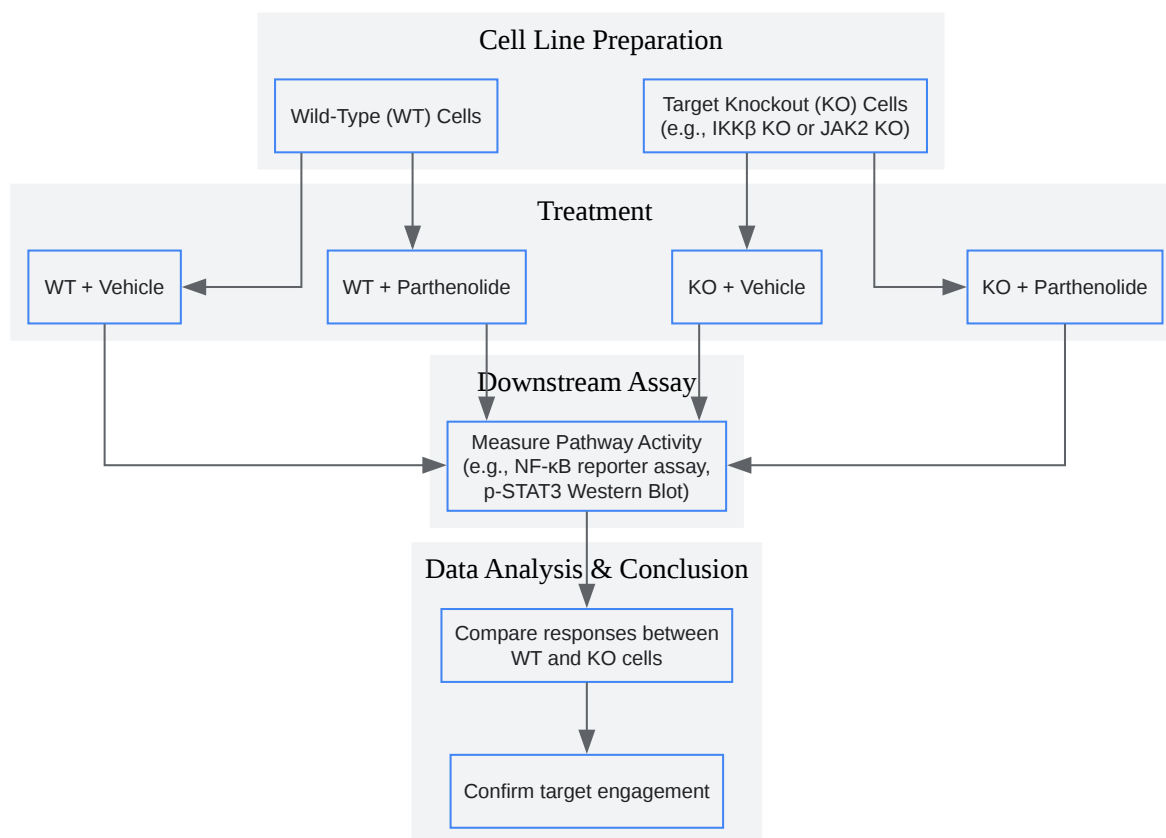 Cell Line Preparation
Wild-Type (WT) Cells
Target Knockout (KO) Cells
(e.g., IKKβ KO or JAK2 KO)
Treatment
WT + Vehicle
WT + Parthenolide
KO + Vehicle
KO + Parthenolide
Downstream Assay
Measure Pathway Activity
(e.g., NF-κB reporter assay,
p-STAT3 Western Blot)
Data Analysis & Conclusion
Compare responses between
WT and KO cells
Confirm target engagement